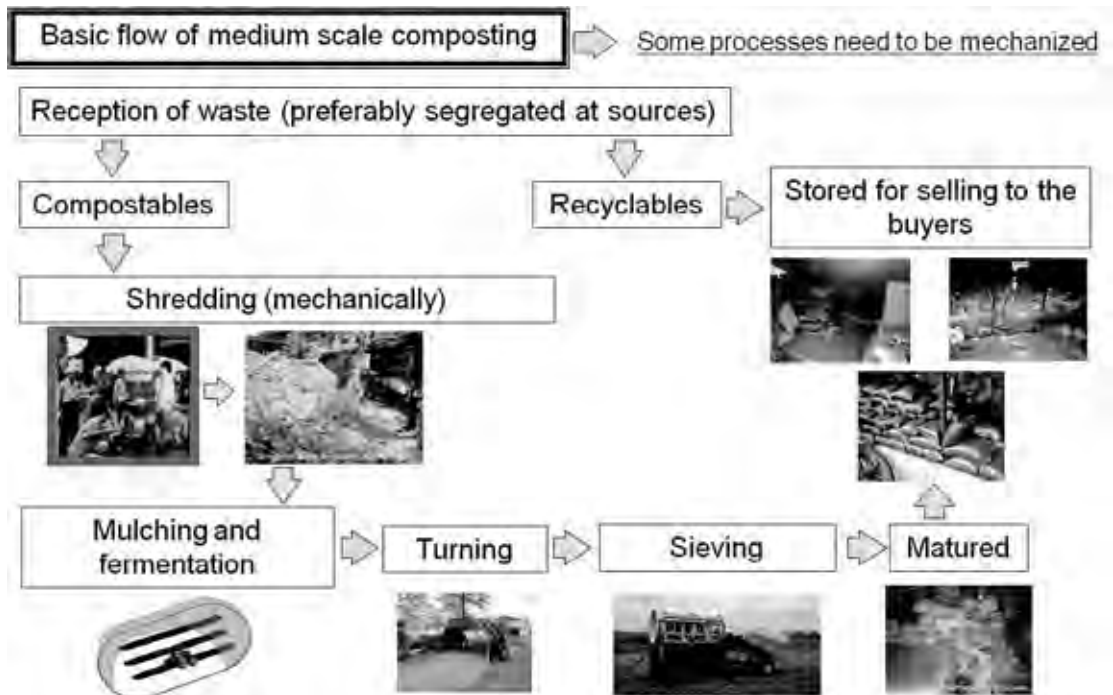 Basic flow of medium scale composting
Some processes need to be mechanized
Reception of waste (preferably segregated at sources)
Compostables
Recyclables
Stored for selling to the
buyers
Shredding (mechanically)
Mulching and
fermentation
Turning
Sieving
Matured